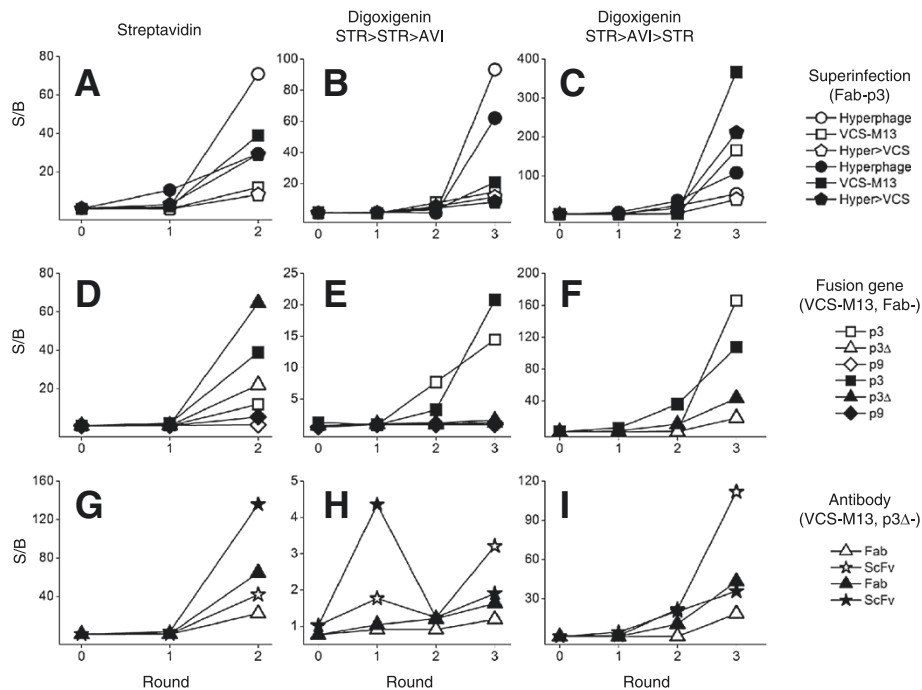 Streptavidin
Digoxigenin
STR>STR>AVI
Digoxigenin
STR>AVI>STR
A
S/B
80
60
40
20
0
1
2
B
100
80
60
40
20
0
1
2
3
C
400
300
200
100
0
1
2
3
Superinfection
(Fab-p3)
Hyperphage
VCS-M13
Hyper>VCS
Hyperphage
VCS-M13
Hyper>VCS
D
S/B
80
60
40
20
0
1
2
E
25
20
15
10
5
0
1
2
3
F
200
160
120
80
40
0
1
2
3
Fusion gene
(VCS-M13, Fab-)
p3
p3Δ
p9
p3
p3Δ
p9
G
S/B
160
120
80
40
0
1
2
Round
H
5
4
3
2
1
0
1
2
3
Round
I
120
90
60
30
0
1
2
3
Round
Antibody
(VCS-M13, p3Δ-)
Fab
ScFv
Fab
ScFv